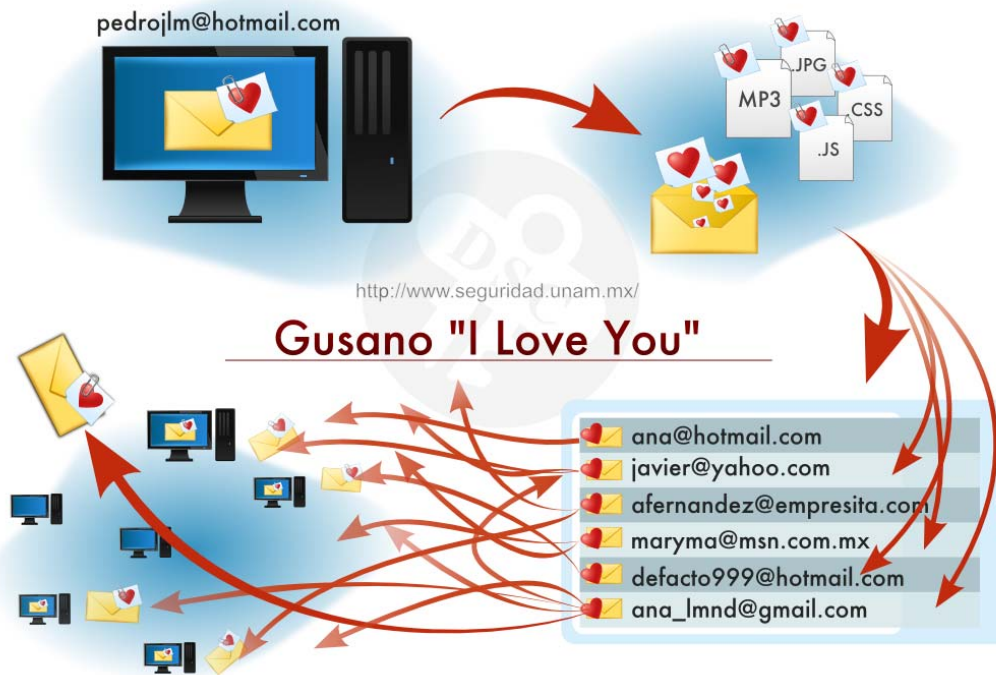 pedrojlm@hotmail.com
MP3
.JPG
.CSS
.JS
DSC
http://www.seguridad.unam.mx/
Gusano "I Love You"
ana@hotmail.com
javier@yahoo.com
afernandez@empresita.com
maryma@msn.com.mx
defacto999@hotmail.com
ana_lmnd@gmail.com